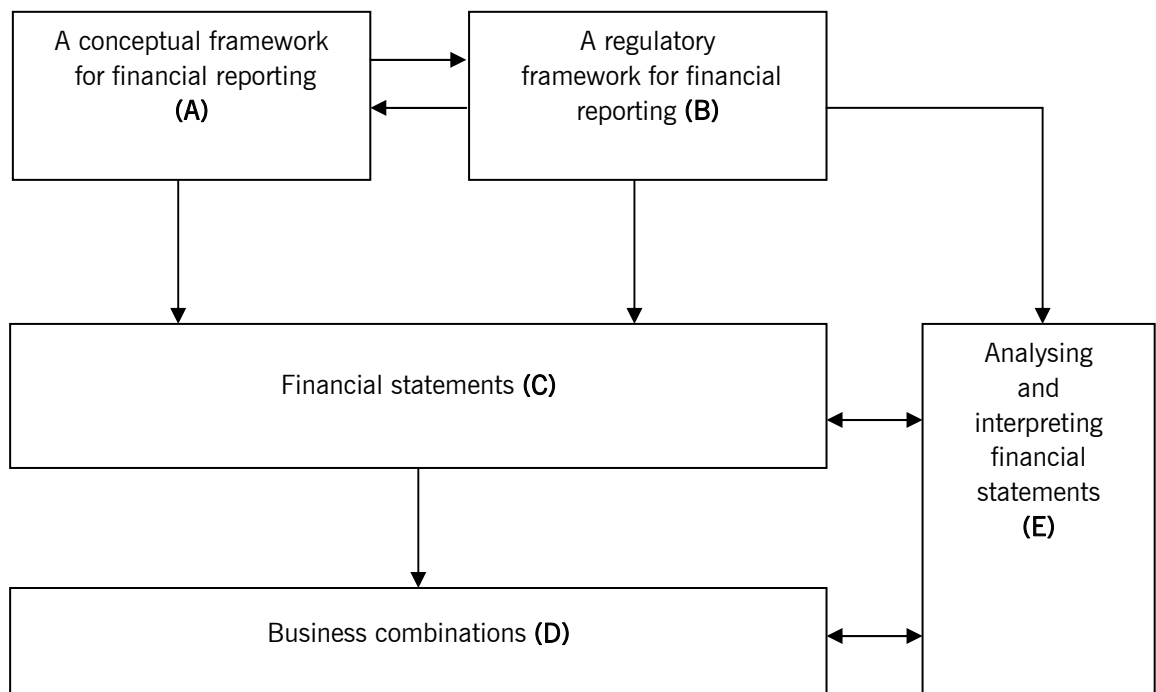 A conceptual framework
for financial reporting
(A)
A regulatory
framework for financial
reporting (B)
Financial statements (C)
Analysing
and
interpreting
financial
statements
(E)
Business combinations (D)